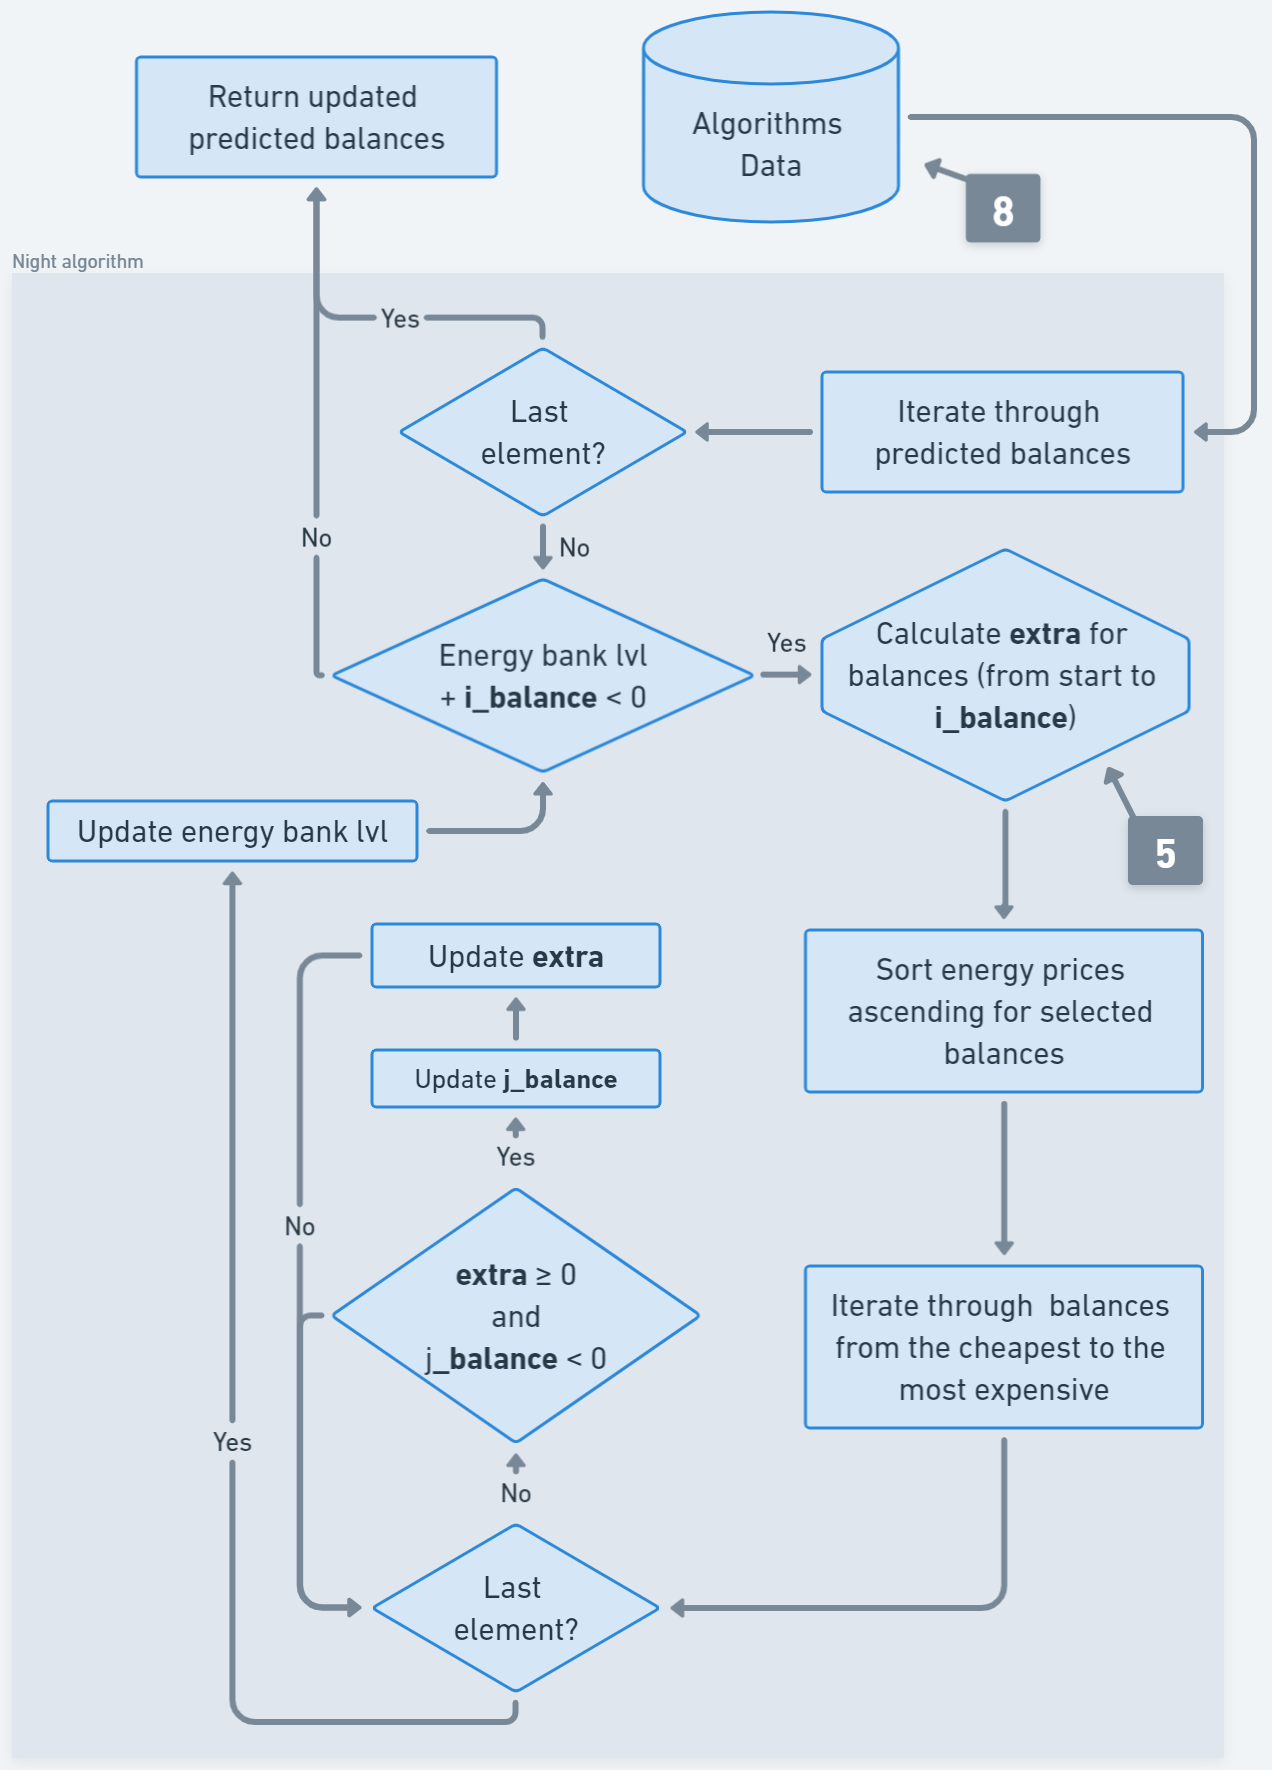 Return updated
predicted balances
Algorithms
Data
8
Night algorithm
Yes
Last
element?
Iterate through
predicted balances
No
No
Energy bank lvl
+ i_balance < 0
Yes
Calculate extra for
balances (from start to
i_balance)
Update energy bank lvl
5
Update extra
Sort energy prices
ascending for selected
balances
Update j_balance
Yes
No
extra ≥ 0
and
j_balance < 0
Iterate through  balances
from the cheapest to the
most expensive
Yes
No
Last
element?